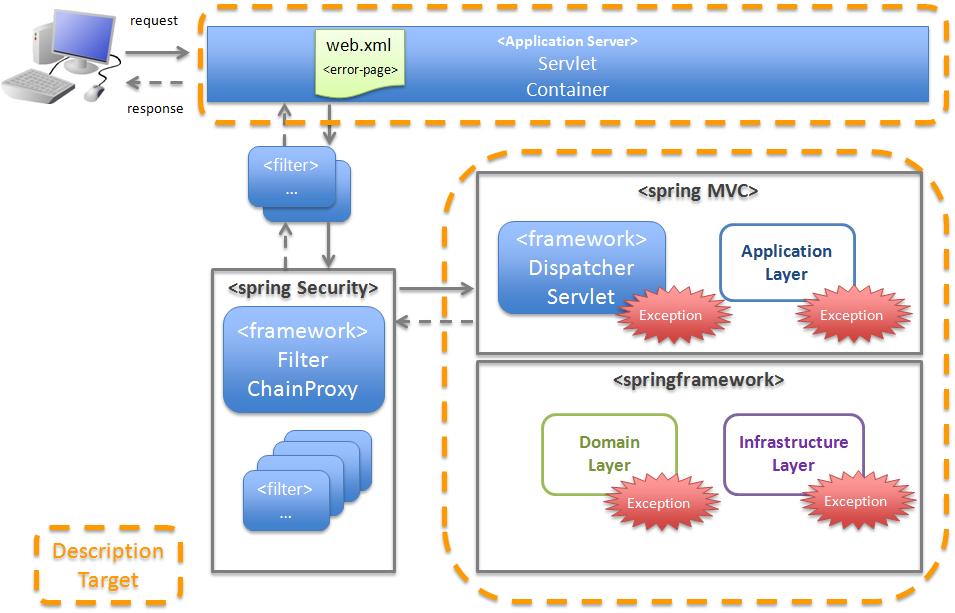 request
response
web.xml
<error-page>
<Application Server>
Servlet
Container
<filter>
...
<spring Security>
<framework>
Filter
ChainProxy
<filter>
...
<spring MVC>
<framework>
Dispatcher
Servlet
Exception
Application
Layer
Exception
<springframework>
Domain
Layer
Exception
Infrastructure
Layer
Exception
Description
Target